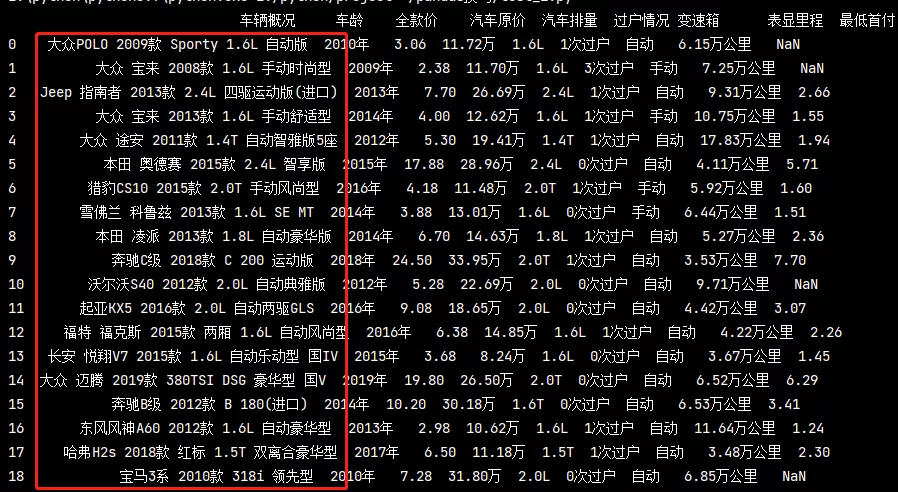 车辆概况 车龄 全款价 汽车原价 汽车排量 过户情况 变速箱 表显里程 最低首付
0 大众POLO 2009款 Sporty 1.6L 自动版 2010年 3.06 11.72万 1.6L 1次过户 自动 6.15万公里 NaN
1 大众 宝来 2008款 1.6L 手动时尚型 2009年 2.38 11.70万 1.6L 3次过户 手动 7.25万公里 NaN
2 Jeep 指南者 2013款 2.4L 四驱运动版(进口) 2013年 7.70 26.69万 2.4L 1次过户 自动 9.31万公里 2.66
3 大众 宝来 2013款 1.6L 手动舒适型 2014年 4.00 12.62万 1.6L 1次过户 手动 10.75万公里 1.55
4 大众 途安 2011款 1.4T 自动智雅版5座 2012年 5.30 19.41万 1.4T 1次过户 自动 17.83万公里 1.94
5 本田 奥德赛 2015款 2.4L 智享版 2015年 17.88 28.96万 2.4L 0次过户 自动 4.11万公里 5.71
6 猎豹CS10 2015款 2.0T 手动风尚型 2016年 4.18 11.48万 2.0T 1次过户 手动 5.92万公里 1.60
7 雪佛兰 科鲁兹 2013款 1.6L SE MT 2014年 3.88 13.01万 1.6L 0次过户 手动 6.44万公里 1.51
8 本田 凌派 2013款 1.8L 自动豪华版 2014年 6.70 14.63万 1.8L 1次过户 自动 5.27万公里 2.36
9 奔驰C级 2018款 C 200 运动版 2018年 24.50 33.95万 2.0T 1次过户 自动 3.53万公里 7.70
10 沃尔沃S40 2012款 2.0L 自动典雅版 2012年 5.28 22.69万 2.0L 0次过户 自动 9.71万公里 NaN
11 起亚KX5 2016款 2.0L 自动两驱GLS 2016年 9.08 18.65万 2.0L 0次过户 自动 4.42万公里 3.07
12 福特 福克斯 2015款 两厢 1.6L 自动风尚型 2016年 6.38 14.85万 1.6L 1次过户 自动 4.22万公里 2.26
13 长安 悦翔V7 2015款 1.6L 自动乐动型 国IV 2015年 3.68 8.24万 1.6L 0次过户 自动 3.67万公里 1.45
14 大众 迈腾 2019款 380TSI DSG 豪华型 国V 2019年 19.80 26.50万 2.0T 0次过户 自动 6.52万公里 6.29
15 奔驰B级 2012款 B 180(进口) 2014年 10.20 30.18万 1.6T 0次过户 自动 6.53万公里 3.41
16 东风风神A60 2012款 1.6L 自动豪华型 2013年 2.98 10.62万 1.6L 1次过户 自动 11.64万公里 1.24
17 哈弗H2s 2018款 红标 1.5T 双离合豪华型 2017年 6.50 11.18万 1.5T 1次过户 自动 3.48万公里 2.30
18 宝马3系 2010款 318i 领先型 2010年 7.28 31.80万 2.0L 0次过户 自动 6.85万公里 NaN